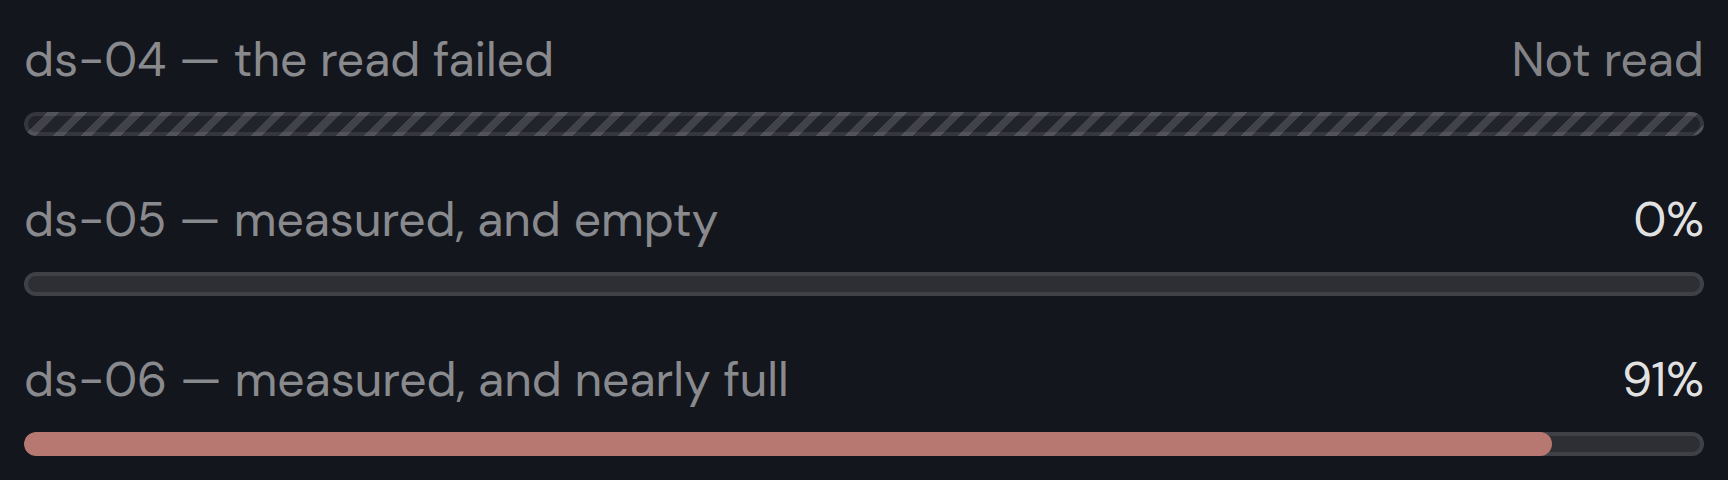 ds-04 — the read failed Not read
ds-05 — measured, and empty 0%
ds-06 — measured, and nearly full 91%